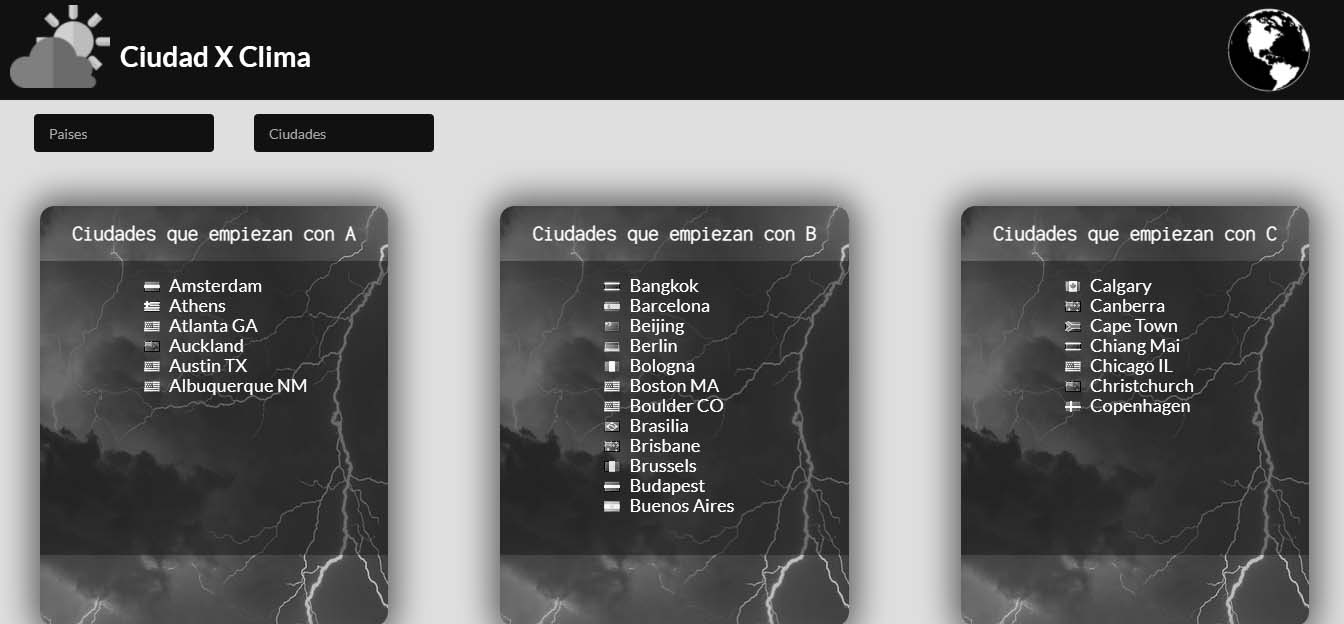 Ciudad X Clima
Paises
Ciudades
Ciudades que empiezan con A
Amsterdam
Athens
Atlanta GA
Auckland
Austin TX
Albuquerque NM
Ciudades que empiezan con B
Bangkok
Barcelona
Beijing
Berlin
Bologna
Boston MA
Boulder CO
Brasilia
Brisbane
Brussels
Budapest
Buenos Aires
Ciudades que empiezan con C
Calgary
Canberra
Cape Town
Chiang Mai
Chicago IL
Christchurch
Copenhagen